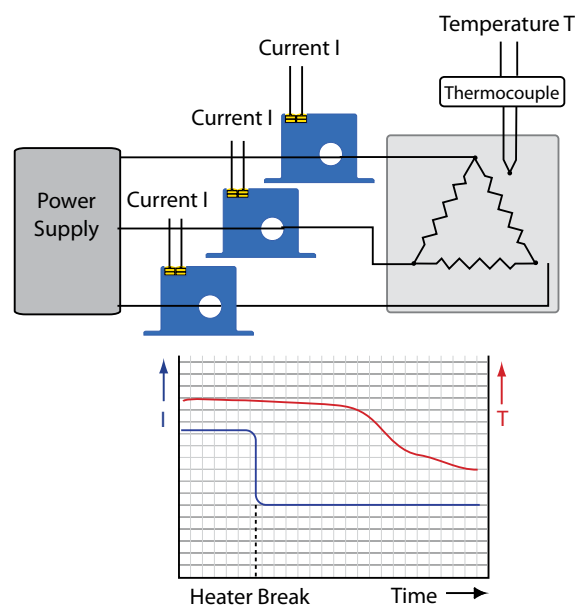 Temperature T
Current I
Thermocouple
Current I
Current I
Power
Supply
I
T
Heater Break
Time